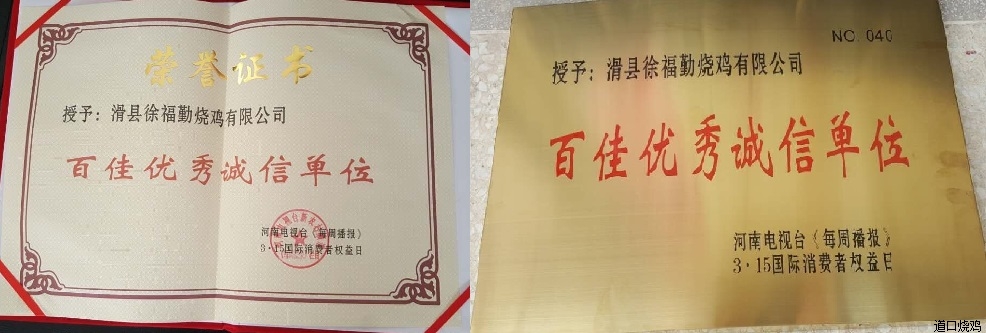 荣誉证书
授予：滑县徐福勤烧鸡有限公司
百佳优秀诚信单位
河南电视台《每周播报》
3·15国际消费者权益日
NO 040
授予：滑县徐福勤烧鸡有限公司
百佳优秀诚信单位
河南电视台《每周播报》
3·15国际消费者权益日
道口烧鸡